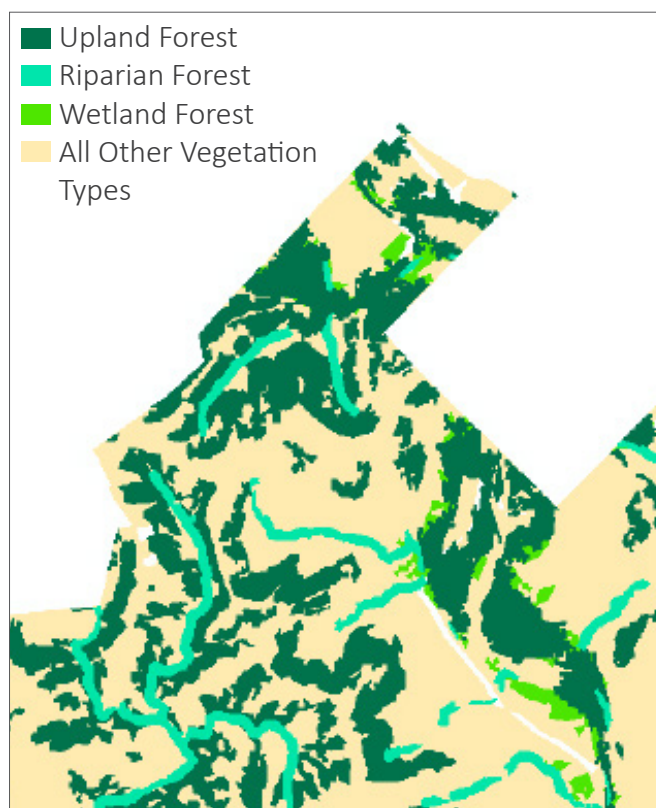 Upland Forest
Riparian Forest
Wetland Forest
All Other Vegetation
Types